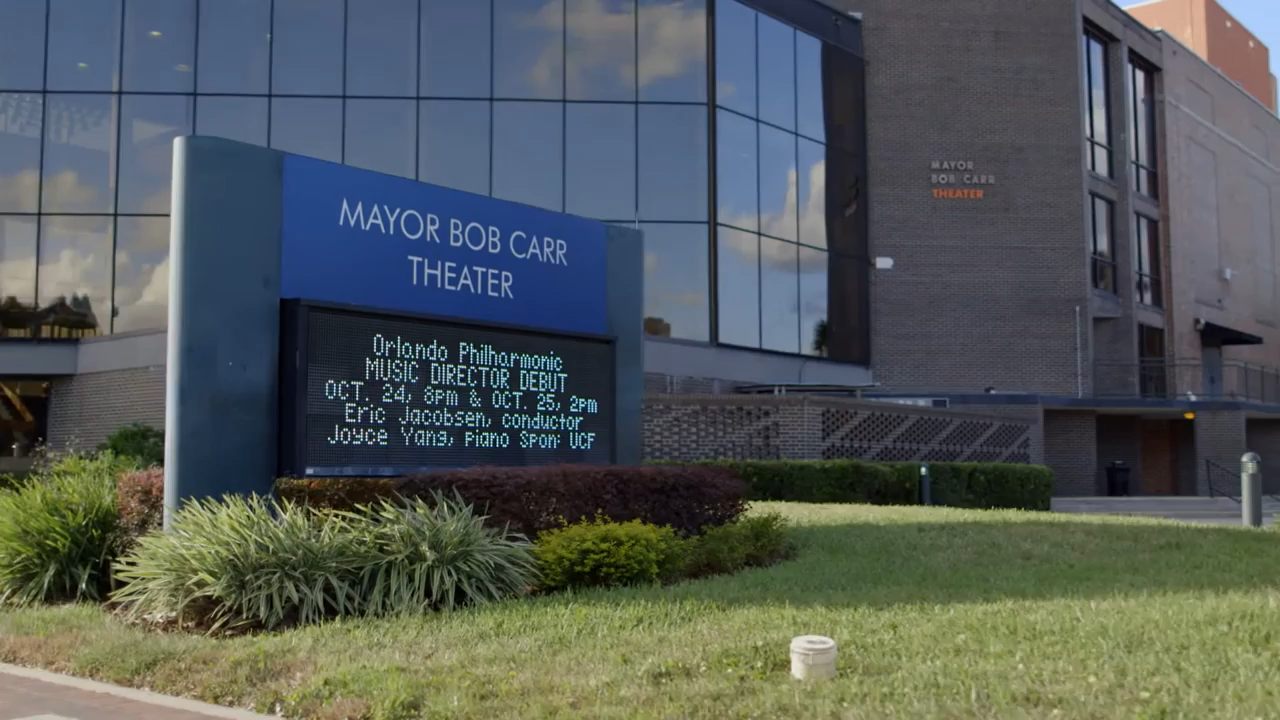 MAYOR BOB CARR
THEATER
Orlando Philharmonic
MUSIC DIRECTOR DEBUT
OCT. 24, 8pm & OCT. 25, 2pm
Eric Jacobsen, conductor
Joyce Yang, Piano Spon: UCF
MAYOR
BOB CARR
THEATER